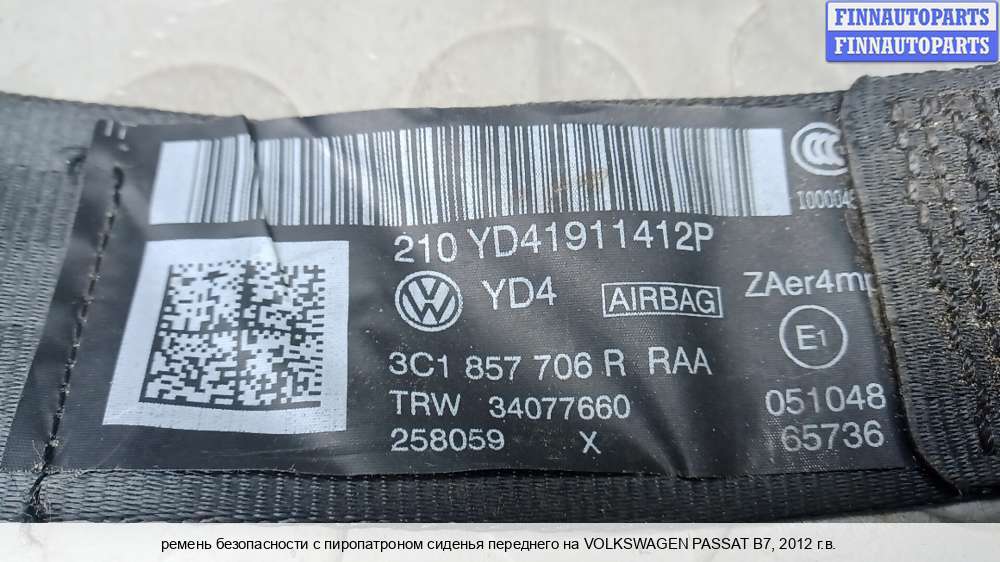 FINNAUTOPARTS
FINNAUTOPARTS
210 YD41911412P
YD4 AIRBAG ZAer4m
E1
3C1 857 706 R RAA
TRW 34077660 051048
258059 X 65736
ремень безопасности с пиропатроном сиденья переднего на VOLKSWAGEN PASSAT B7, 2012 г.в.